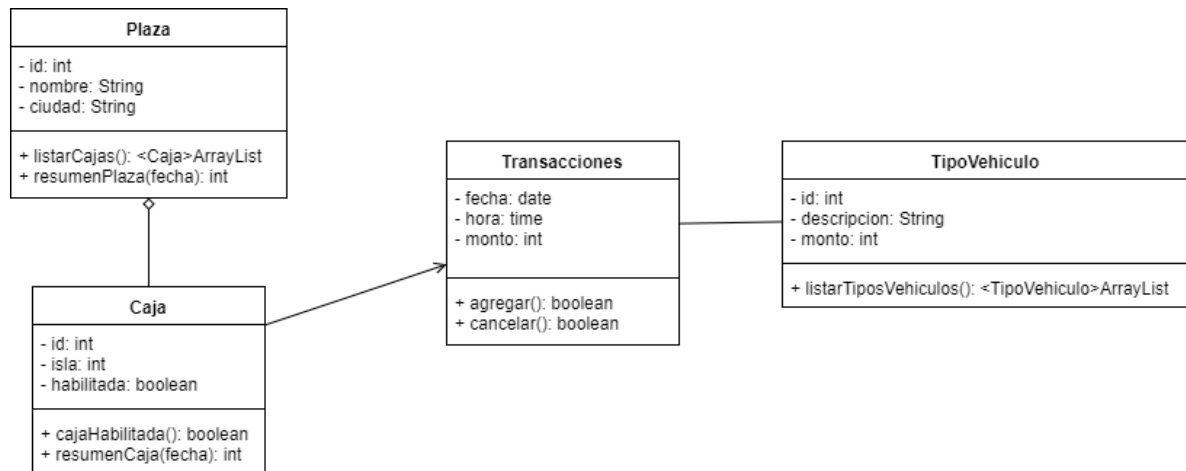 Plaza
- id: int
- nombre: String
- ciudad: String
+ listarCajas(): <Caja>ArrayList
+ resumenPlaza(fecha): int
Transacciones
- fecha: date
- hora: time
- monto: int
+ agregar(): boolean
+ cancelar(): boolean
TipoVehiculo
- id: int
- descripcion: String
- monto: int
+ listarTiposVehiculos(): <TipoVehiculo>ArrayList
Caja
- id: int
- isla: int
- habilitada: boolean
+ cajaHabilitada(): boolean
+ resumenCaja(fecha): int